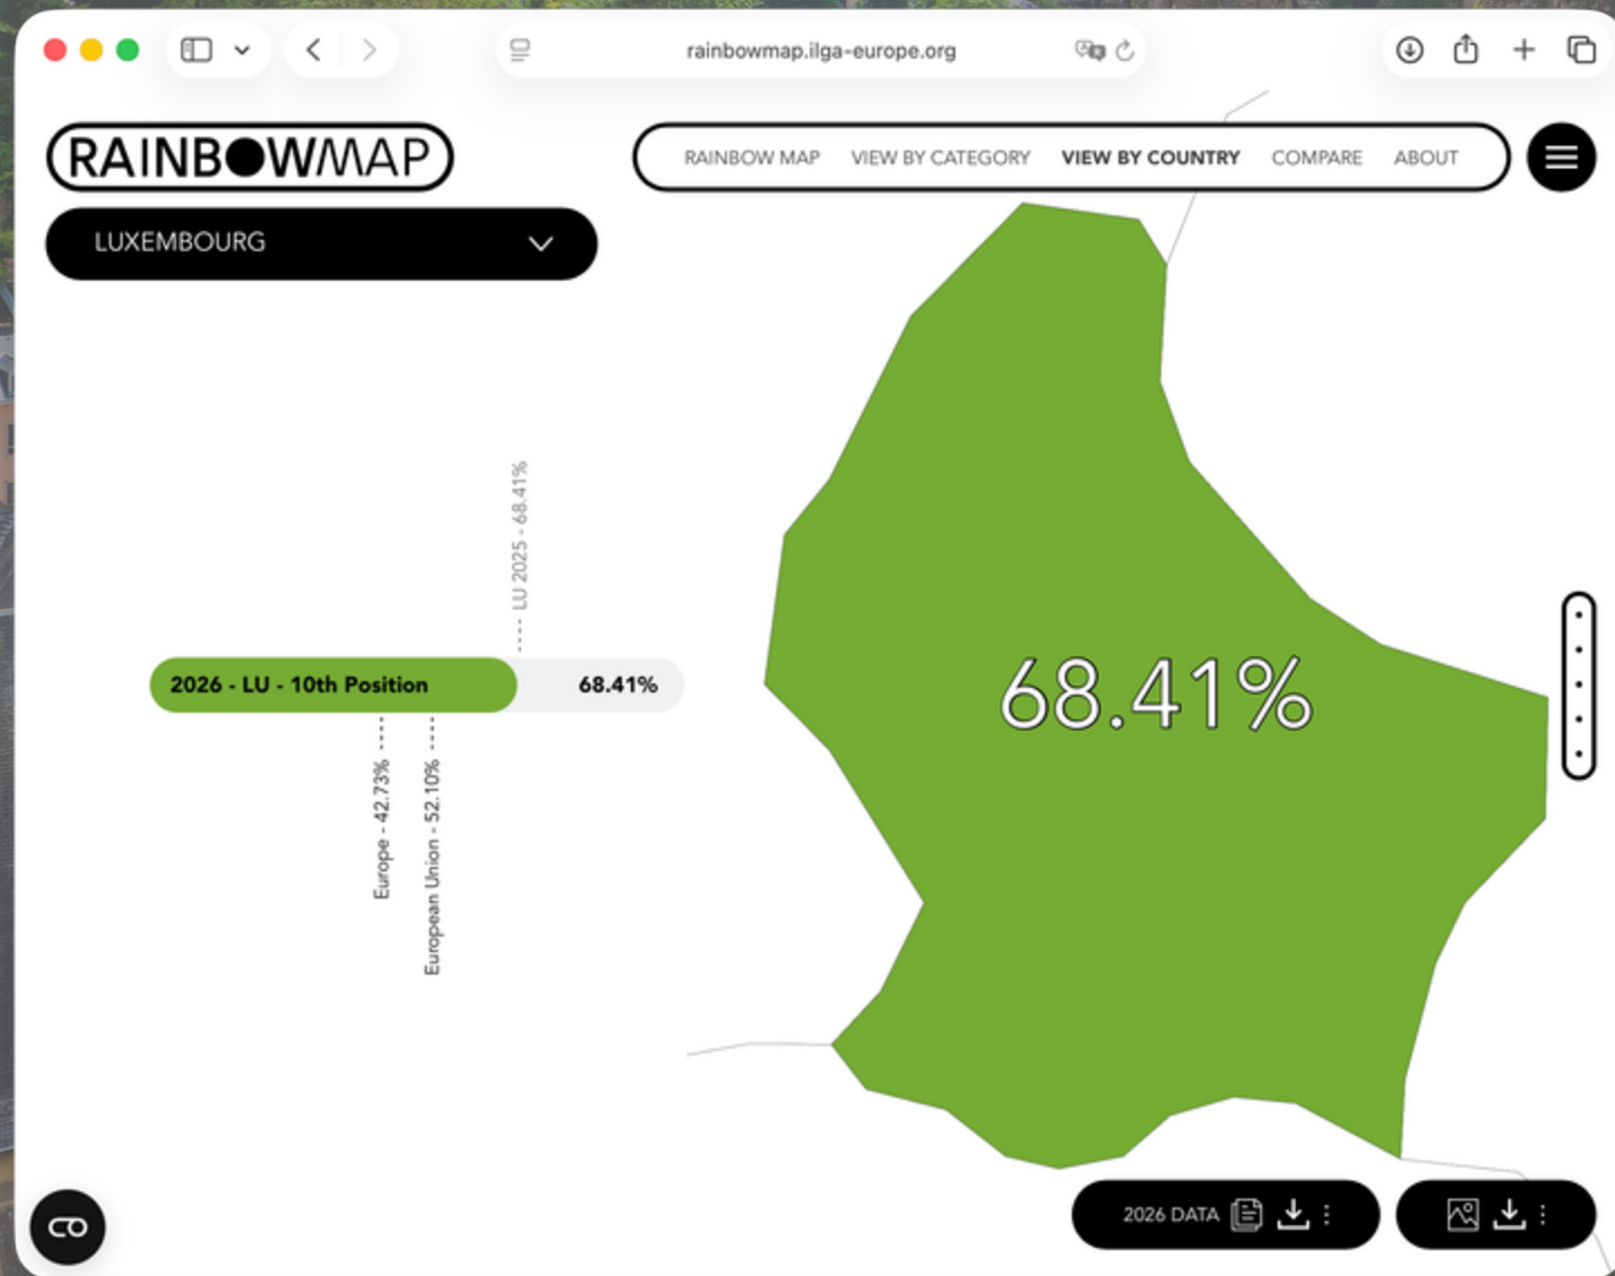 rainbowmap.ilga-europe.org
RAINBOWMAP
RAINBOW MAP VIEW BY CATEGORY VIEW BY COUNTRY COMPARE ABOUT
LUXEMBOURG
LU 2025 - 68.41%
2026 - LU - 10th Position 68.41%
68.41%
Europe - 42.73%
European Union - 52.10%
2026 DATA